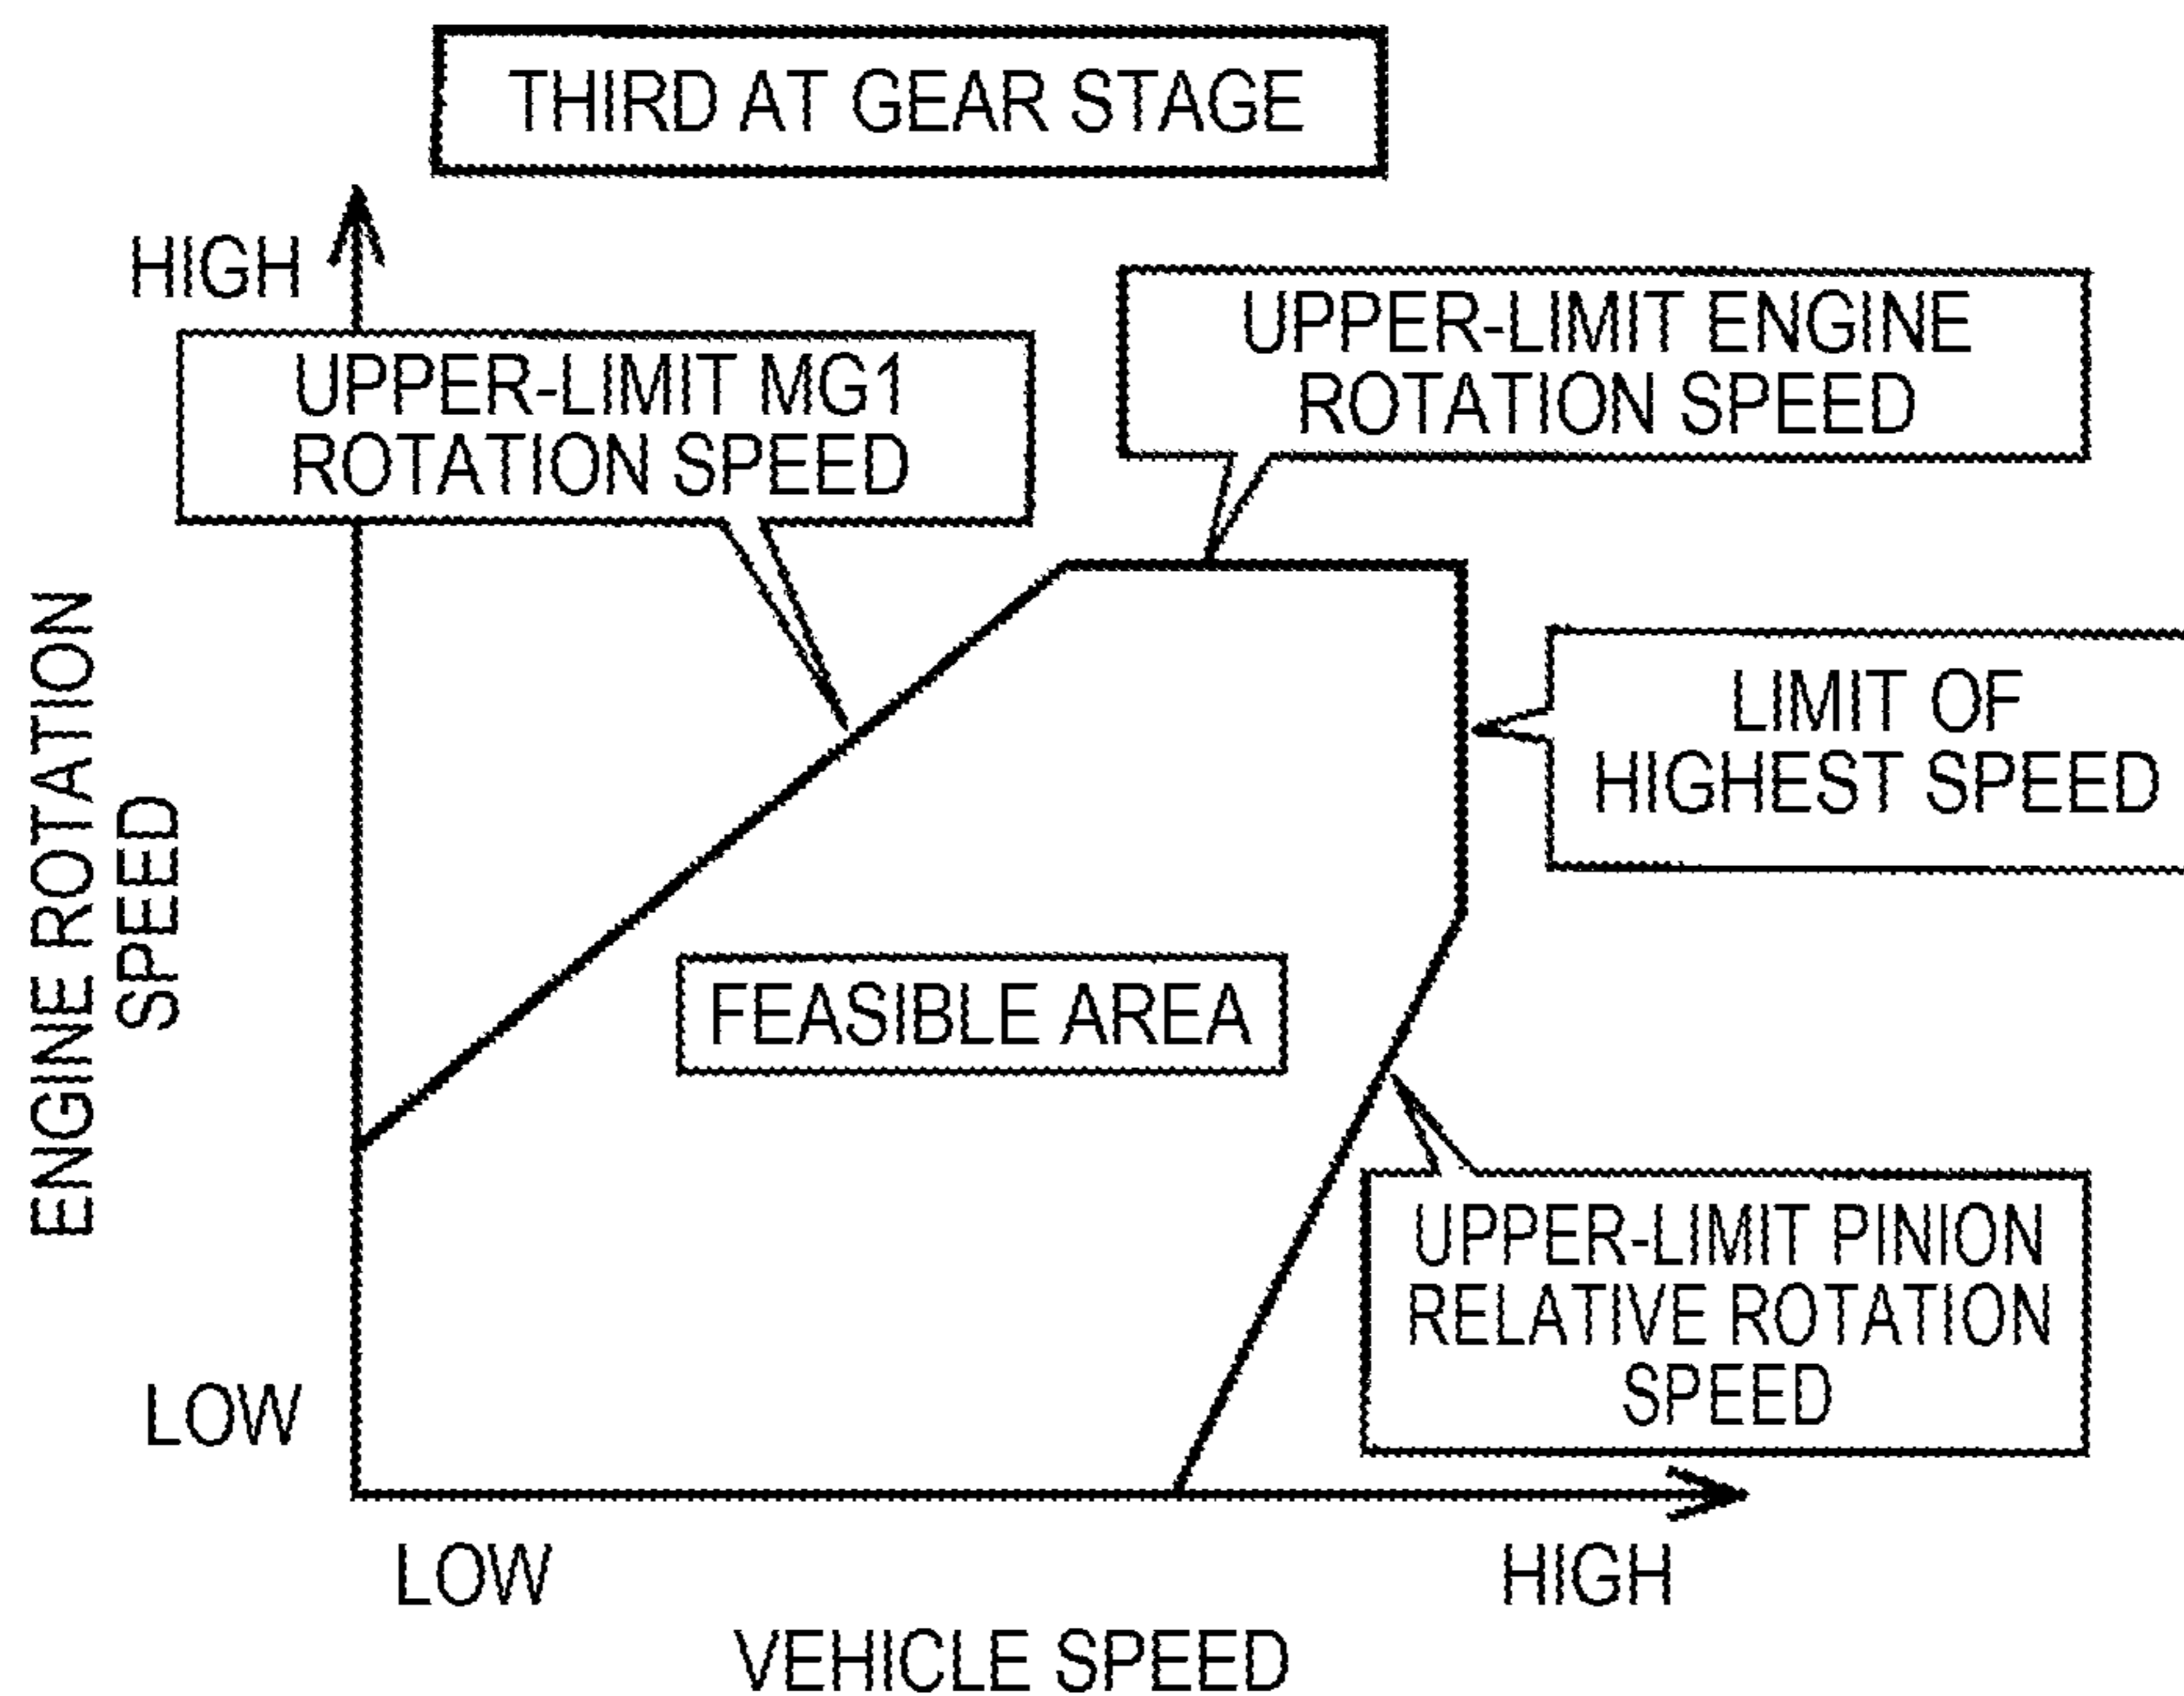 THIRD AT GEAR STAGE
HIGH
UPPER-LIMIT MG1
ROTATION SPEED
UPPER-LIMIT ENGINE
ROTATION SPEED
LIMIT OF
HIGHEST SPEED
ENGINE ROTATION
SPEED
FEASIBLE AREA
UPPER-LIMIT PINION
RELATIVE ROTATION
SPEED
LOW
LOW
HIGH
VEHICLE SPEED